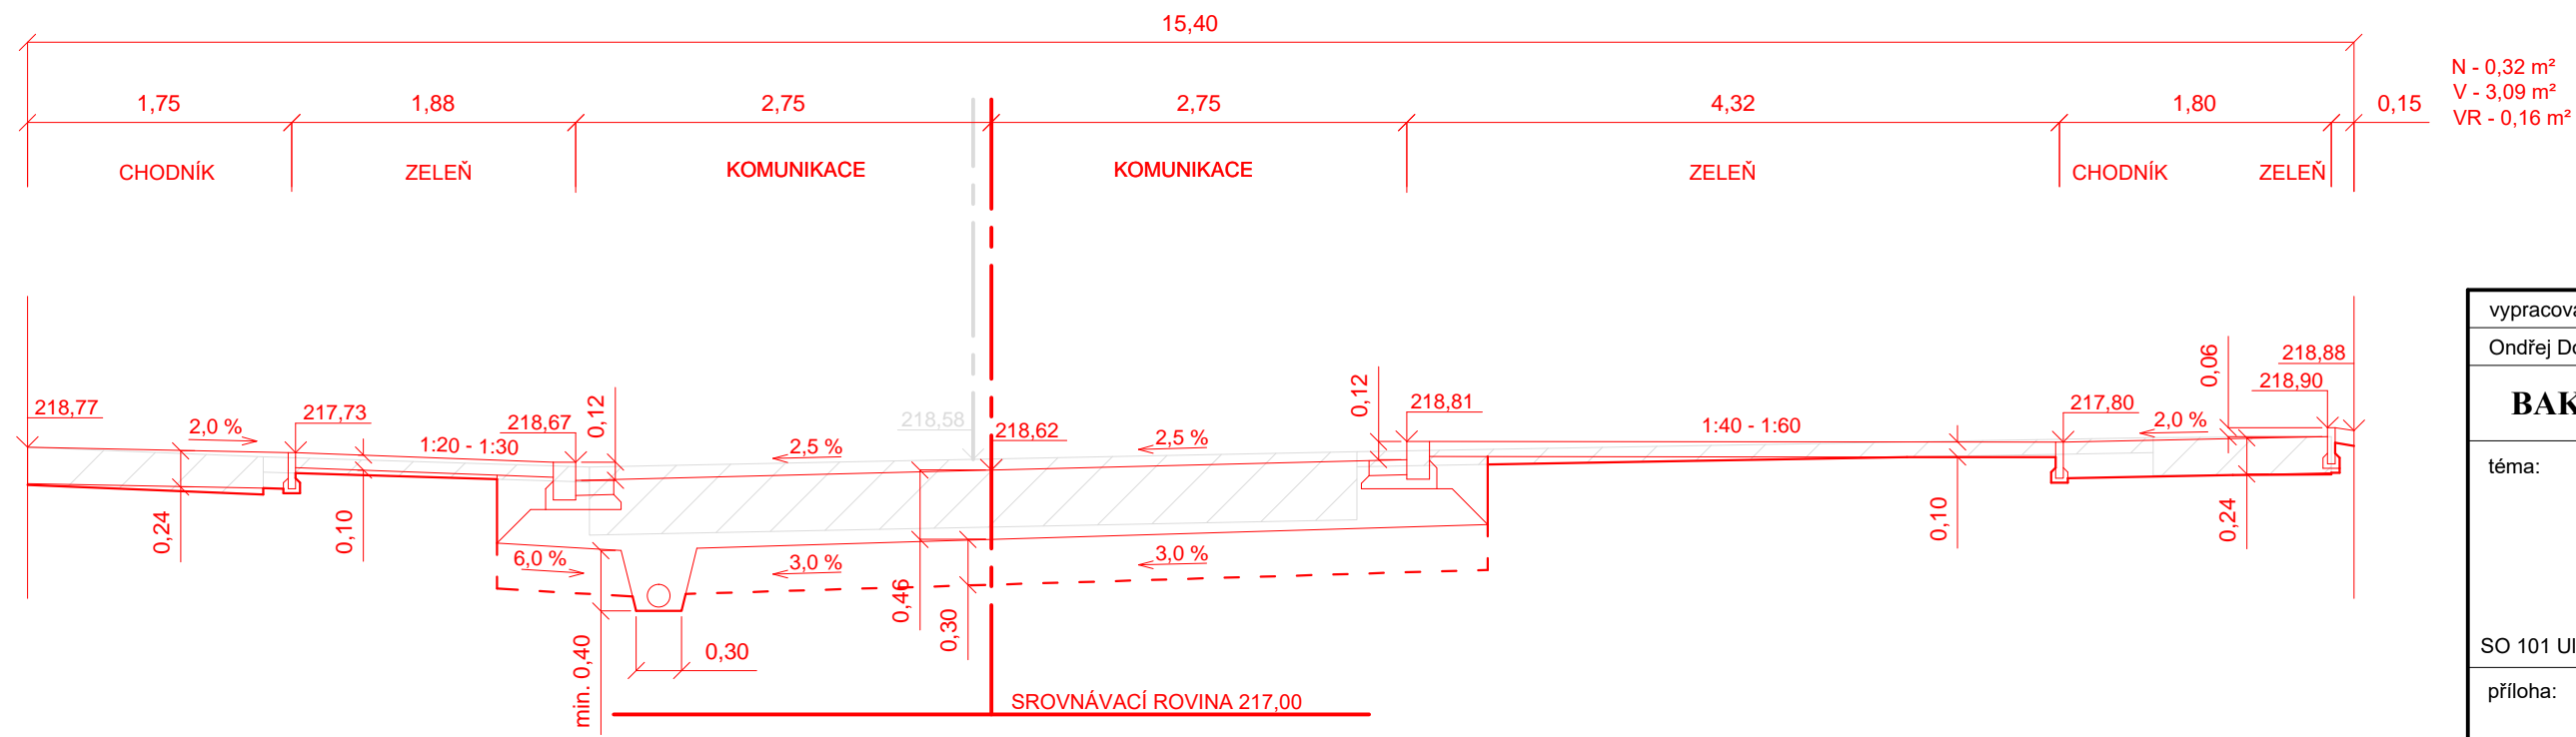 15,40
N - 0,32 m²
V - 3,09 m²
VR - 0,16 m²
1,75
1,88
2,75
2,75
4,32
1,80
0,15
CHODNÍK
ZELEŇ
KOMUNIKACE
KOMUNIKACE
ZELEŇ
CHODNÍK
ZELEŇ
218,77
2,0 %
217,73
1:20 - 1:30
218,67
0,12
2,5 %
218,58
218,62
2,5 %
0,12
218,81
1:40 - 1:60
217,80
2,0 %
0,06
218,90
218,88
0,24
0,10
6,0 %
3,0 %
3,0 %
0,46
0,30
0,10
0,24
min. 0,40
0,30
SROVNÁVACÍ ROVINA 217,00
vypracova
Ondřej Do
BAK
téma:
SO 101 Ul
příloha: